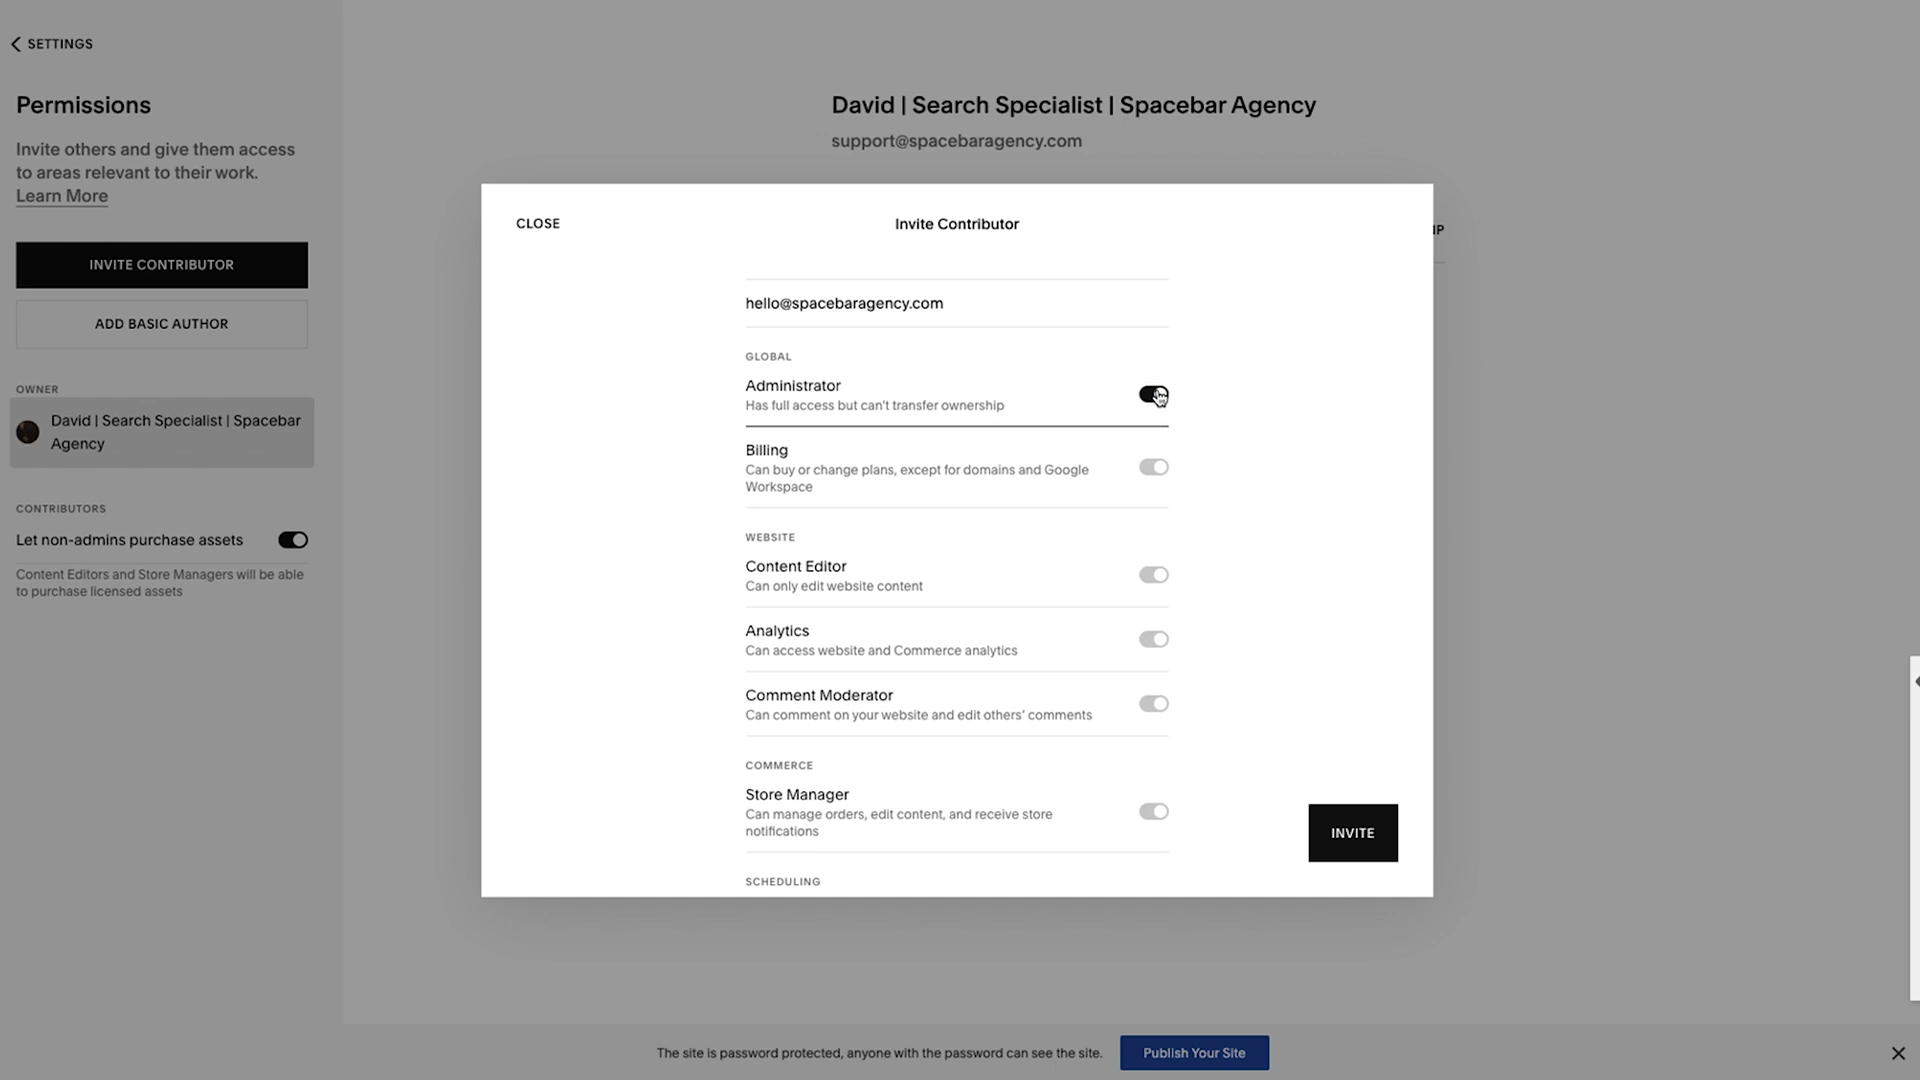 SETTINGS
Permissions
Invite others and give them access
to areas relevant to their work.
Learn More
INVITE CONTRIBUTOR
ADD BASIC AUTHOR
OWNER
David | Search Specialist | Spacebar
Agency
CONTRIBUTORS
Let non-admins purchase assets
Content Editors and Store Managers will be able
to purchase licensed assets
David | Search Specialist | Spacebar Agency
support@spacebaragency.com
CLOSE
Invite Contributor
hello@spacebaragency.com
GLOBAL
Administrator
Has full access but can't transfer ownership
Billing
Can buy or change plans, except for domains and Google
Workspace
WEBSITE
Content Editor
Can only edit website content
Analytics
Can access website and Commerce analytics
Comment Moderator
Can comment on your website and edit others' comments
COMMERCE
Store Manager
Can manage orders, edit content, and receive store
notifications
SCHEDULING
INVITE
The site is password protected, anyone with the password can see the site.
Publish Your Site